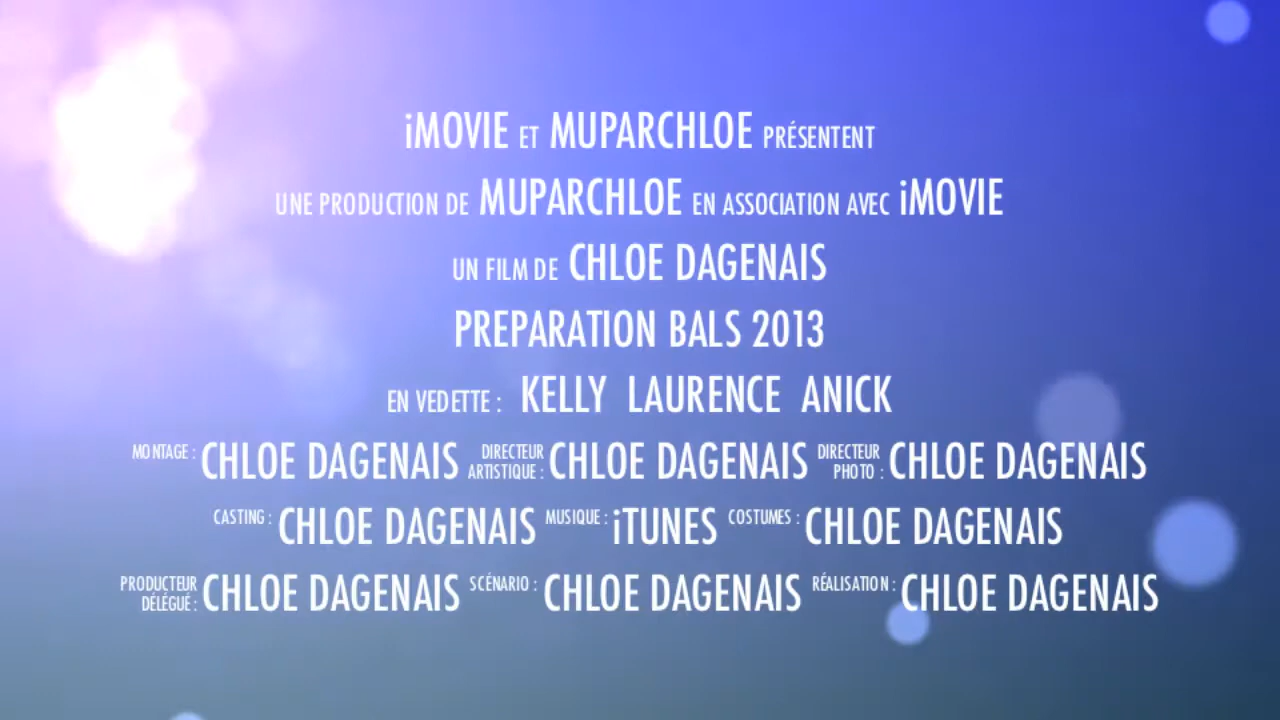 iMOVIE ET MUPARCHLOE PRÉSENTENT
UNE PRODUCTION DE MUPARCHLOE EN ASSOCIATION AVEC iMOVIE
UN FILM DE CHLOE DAGENAIS
PREPARATION BALS 2013
EN VEDETTE : KELLY LAURENCE ANICK
MONTAGE : CHLOE DAGENAIS DIRECTEUR ARTISTIQUE : CHLOE DAGENAIS DIRECTEUR PHOTO : CHLOE DAGENAIS
CASTING : CHLOE DAGENAIS MUSIQUE : iTUNES COSTUMES : CHLOE DAGENAIS
PRODUCTEUR DÉLÉGUÉ : CHLOE DAGENAIS SCÉNARIO : CHLOE DAGENAIS RÉALISATION : CHLOE DAGENAIS